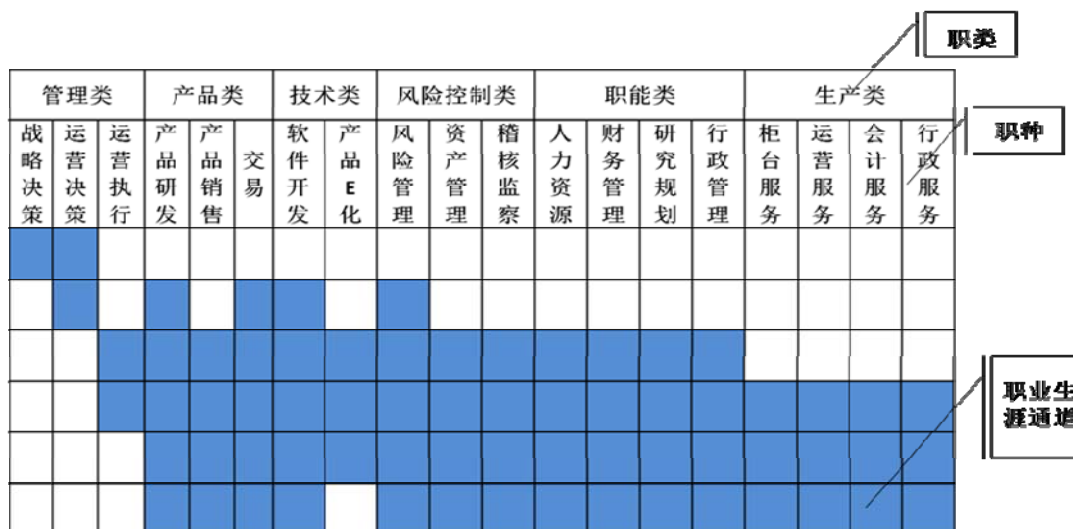 职类
管理类 产品类 技术类 风险控制类 职能类 生产类
职种
战略决策
运营决策
运营执行
产品研发
产品销售
交易
软件开发
产品E化
风险管理
资产管理
稽核监察
人力资源
财务管理
研究规划
行政管理
柜台服务
运营服务
会计服务
行政服务
职业生
涯通道